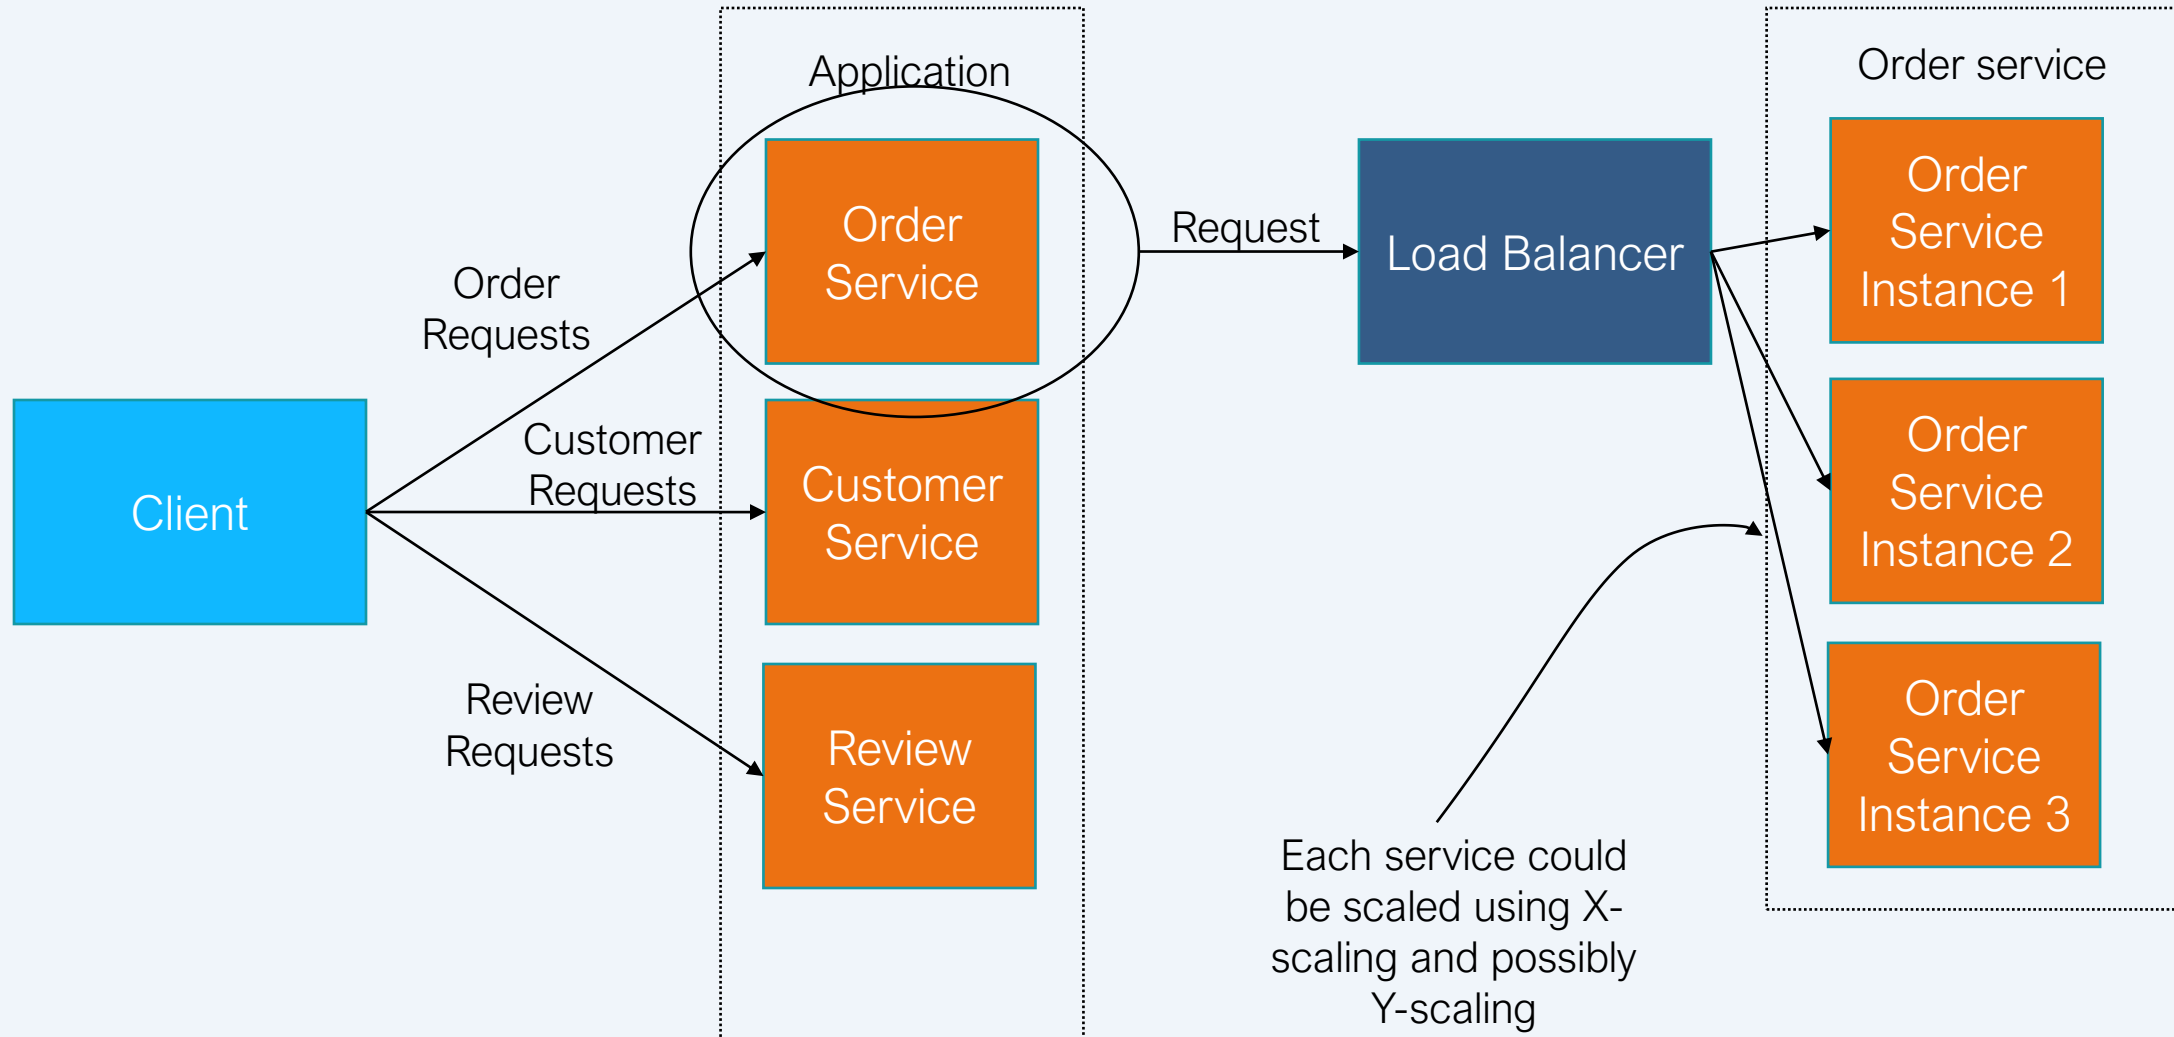 Application
Order
Service
Order
Requests
Customer
Requests
Client
Customer
Service
Review
Requests
Review
Service
Request
Load Balancer
Order service
Order
Service
Instance 1
Order
Service
Instance 2
Order
Service
Instance 3
Each service could
be scaled using X-
scaling and possibly
Y-scaling